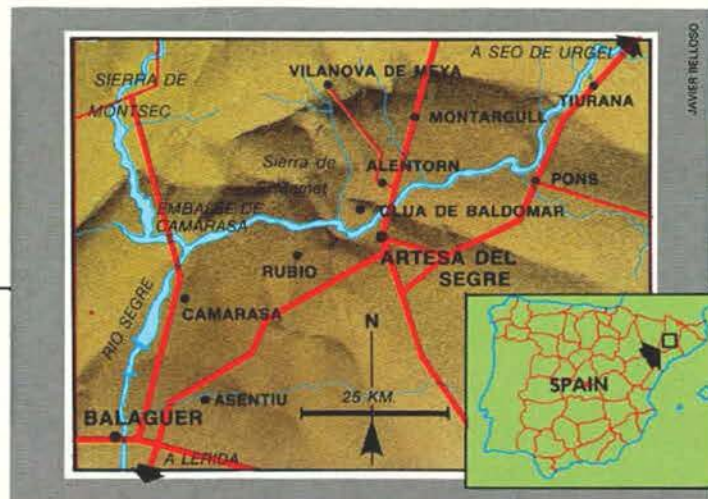 JAVIER BELLOSO
A SEO DE URGEL
SIERRA DE
MONTSEC
VILANOVA DE MEYA
TIURANA
MONTARGULL
Sierra de
ALENTORN
PONS
EMBALSE DE
CAMARASA
CLUA DE BALDOMAR
ARTESA DEL
SEGRE
RUBIO
RIO SEGRE
CAMARASA
N
25 KM.
ASENTIU
BALAGUER
A LERIDA
SPAIN